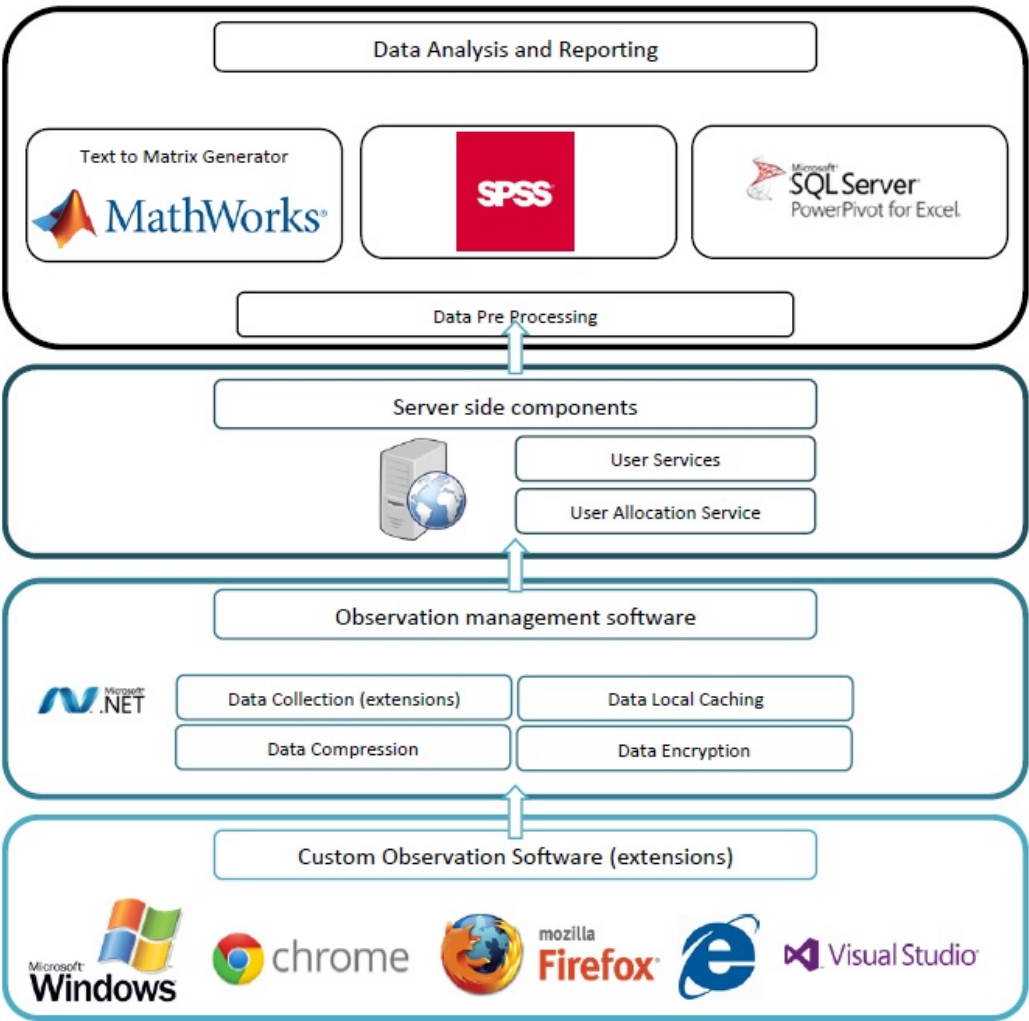 Data Analysis and Reporting
Text to Matrix Generator
MathWorks®
SPSS
Microsoft®
SQL Server
PowerPivot for Excel
Data Pre Processing
Server side components
User Services
User Allocation Service
Observation management software
Microsoft®
.NET
Data Collection (extensions)
Data Local Caching
Data Compression
Data Encryption
Custom Observation Software (extensions)
Microsoft®
Windows
chrome
mozilla
Firefox®
Visual Studio